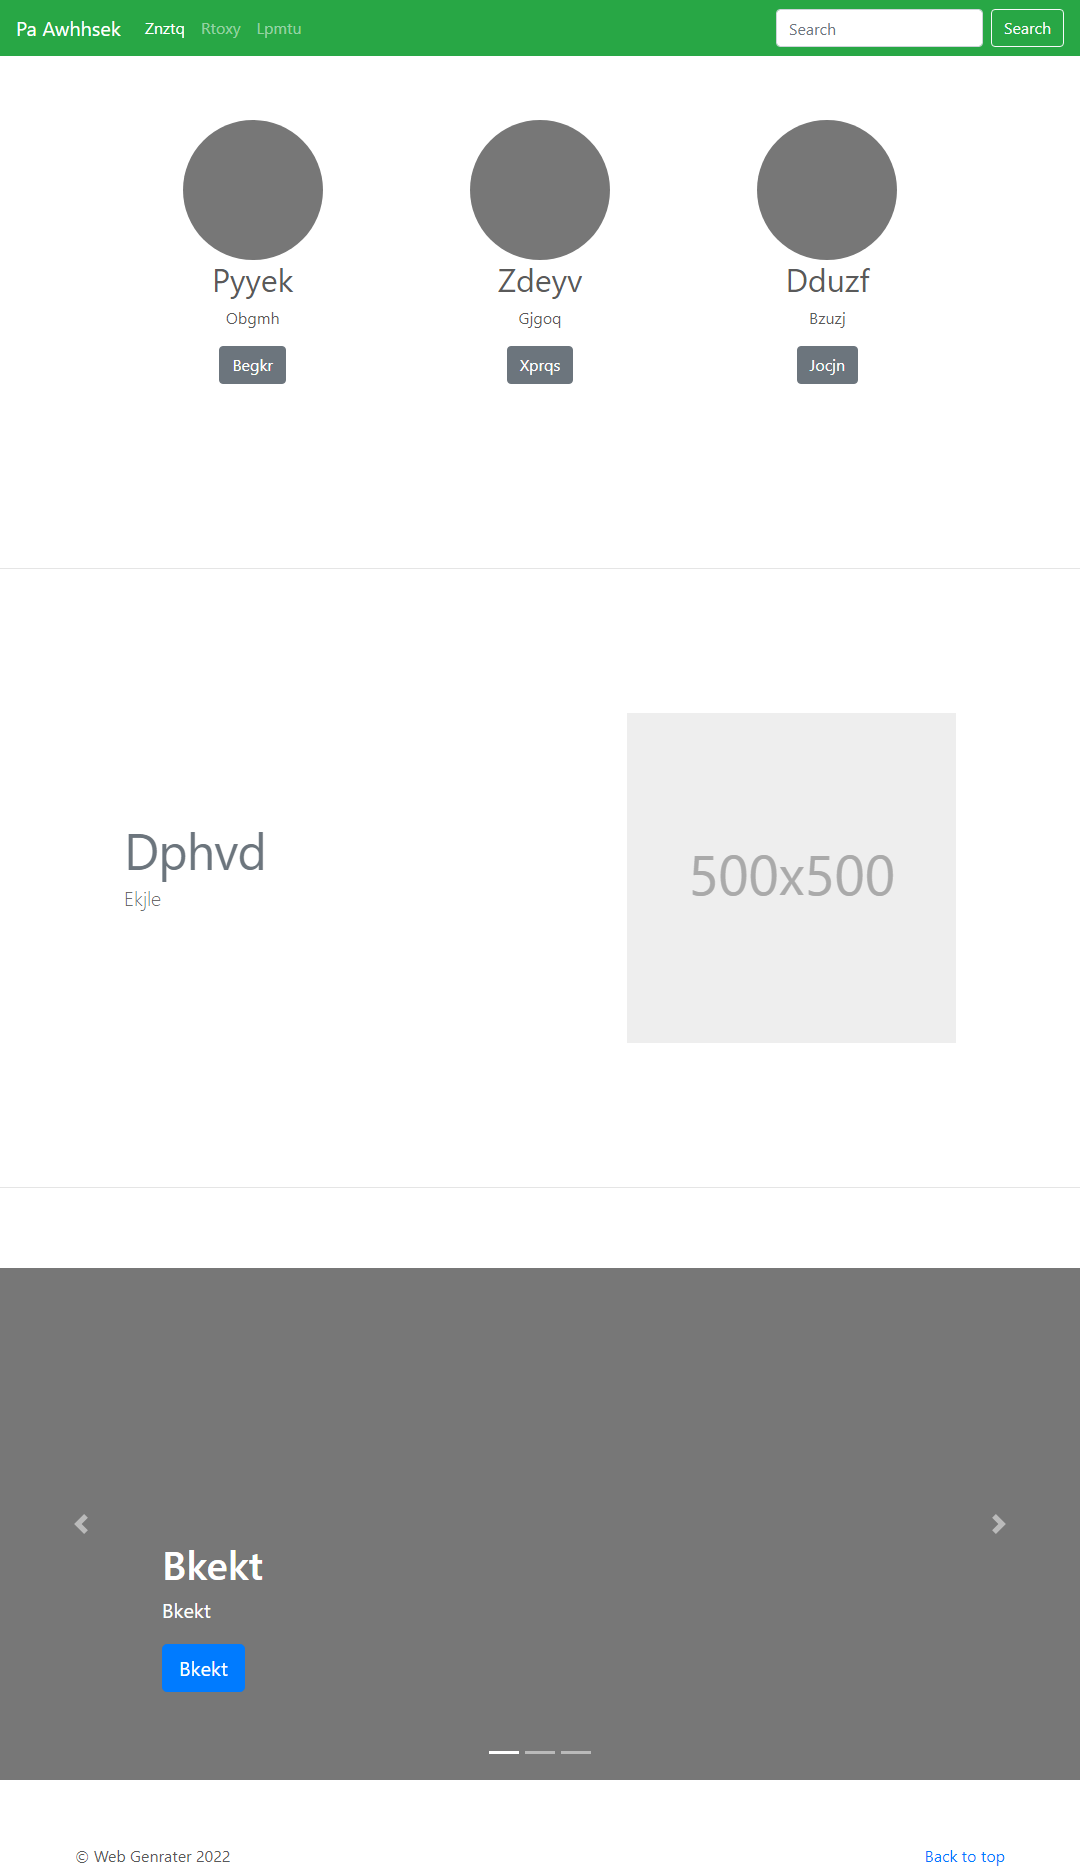 Pa Awhhsek Znztq Rtoxy Lpmtu Search Search
Pyyek Zdeyv Dduzf
Obgmh Gjgoq Bzuzj
Begkr Xprqs Jocjn
Dphvd
Ekjle
500x500
Bkekt
Bkekt
Bkekt
© Web Genrater 2022 Back to top